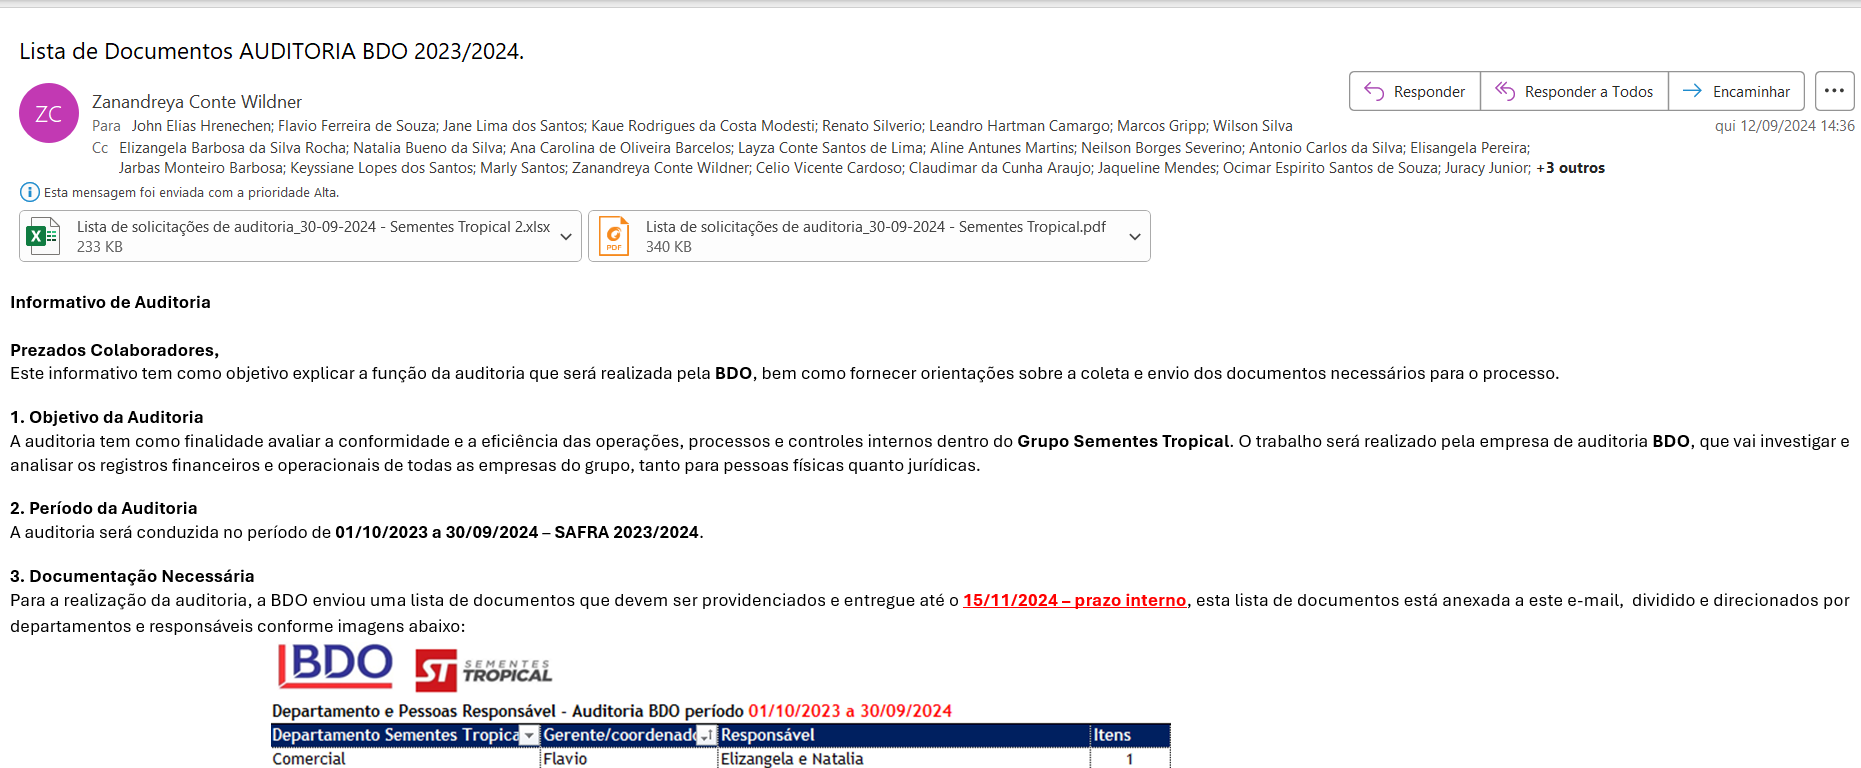 Lista de Documentos AUDITORIA BDO 2023/2024.
ZC
Zanandreya Conte Wildner
Responder
Responder a Todos
Encaminhar
Para John Elias Hrenechen; Flavio Ferreira de Souza; Jane Lima dos Santos; Kaue Rodrigues da Costa Modesti; Renato Silverio; Leandro Hartman Camargo; Marcos Gripp; Wilson Silva
qui 12/09/2024 14:36
Cc Elizangela Barbosa da Silva Rocha; Natalia Bueno da Silva; Ana Carolina de Oliveira Barcelos; Layza Conte Santos de Lima; Aline Antunes Martins; Neilson Borges Severino; Antonio Carlos da Silva; Elisangela Pereira;
Jarbas Monteiro Barbosa; Keyssiane Lopes dos Santos; Marly Santos; Zanandreya Conte Wildner; Celio Vicente Cardoso; Claudimar da Cunha Araujo; Jaqueline Mendes; Ocimar Espirito Santos de Souza; Juracy Junior; +3 outros
Esta mensagem foi enviada com a prioridade Alta.
Lista de solicitações de auditoria_30-09-2024 - Sementes Tropical 2.xlsx
233 KB
PDF
Lista de solicitações de auditoria_30-09-2024 - Sementes Tropical.pdf
340 KB
Informativo de Auditoria
Prezados Colaboradores,
Este informativo tem como objetivo explicar a função da auditoria que será realizada pela BDO, bem como fornecer orientações sobre a coleta e envio dos documentos necessários para o processo.
1. Objetivo da Auditoria
A auditoria tem como finalidade avaliar a conformidade e a eficiência das operações, processos e controles internos dentro do Grupo Sementes Tropical. O trabalho será realizado pela empresa de auditoria BDO, que vai investigar e
analisar os registros financeiros e operacionais de todas as empresas do grupo, tanto para pessoas físicas quanto jurídicas.
2. Período da Auditoria
A auditoria será conduzida no período de 01/10/2023 a 30/09/2024 – SAFRA 2023/2024.
3. Documentação Necessária
Para a realização da auditoria, a BDO enviou uma lista de documentos que devem ser providenciados e entregue até o 15/11/2024 – prazo interno, esta lista de documentos está anexada a este e-mail, dividido e direcionados por
departamentos e responsáveis conforme imagens abaixo:
BDO ST SEMENTES
TROPICAL
Departamento e Pessoas Responsável - Auditoria BDO período 01/10/2023 a 30/09/2024
Departamento Sementes Tropica Gerente/coordenado Responsável Itens
Comercial Flavio Elizangela e Natalia 1